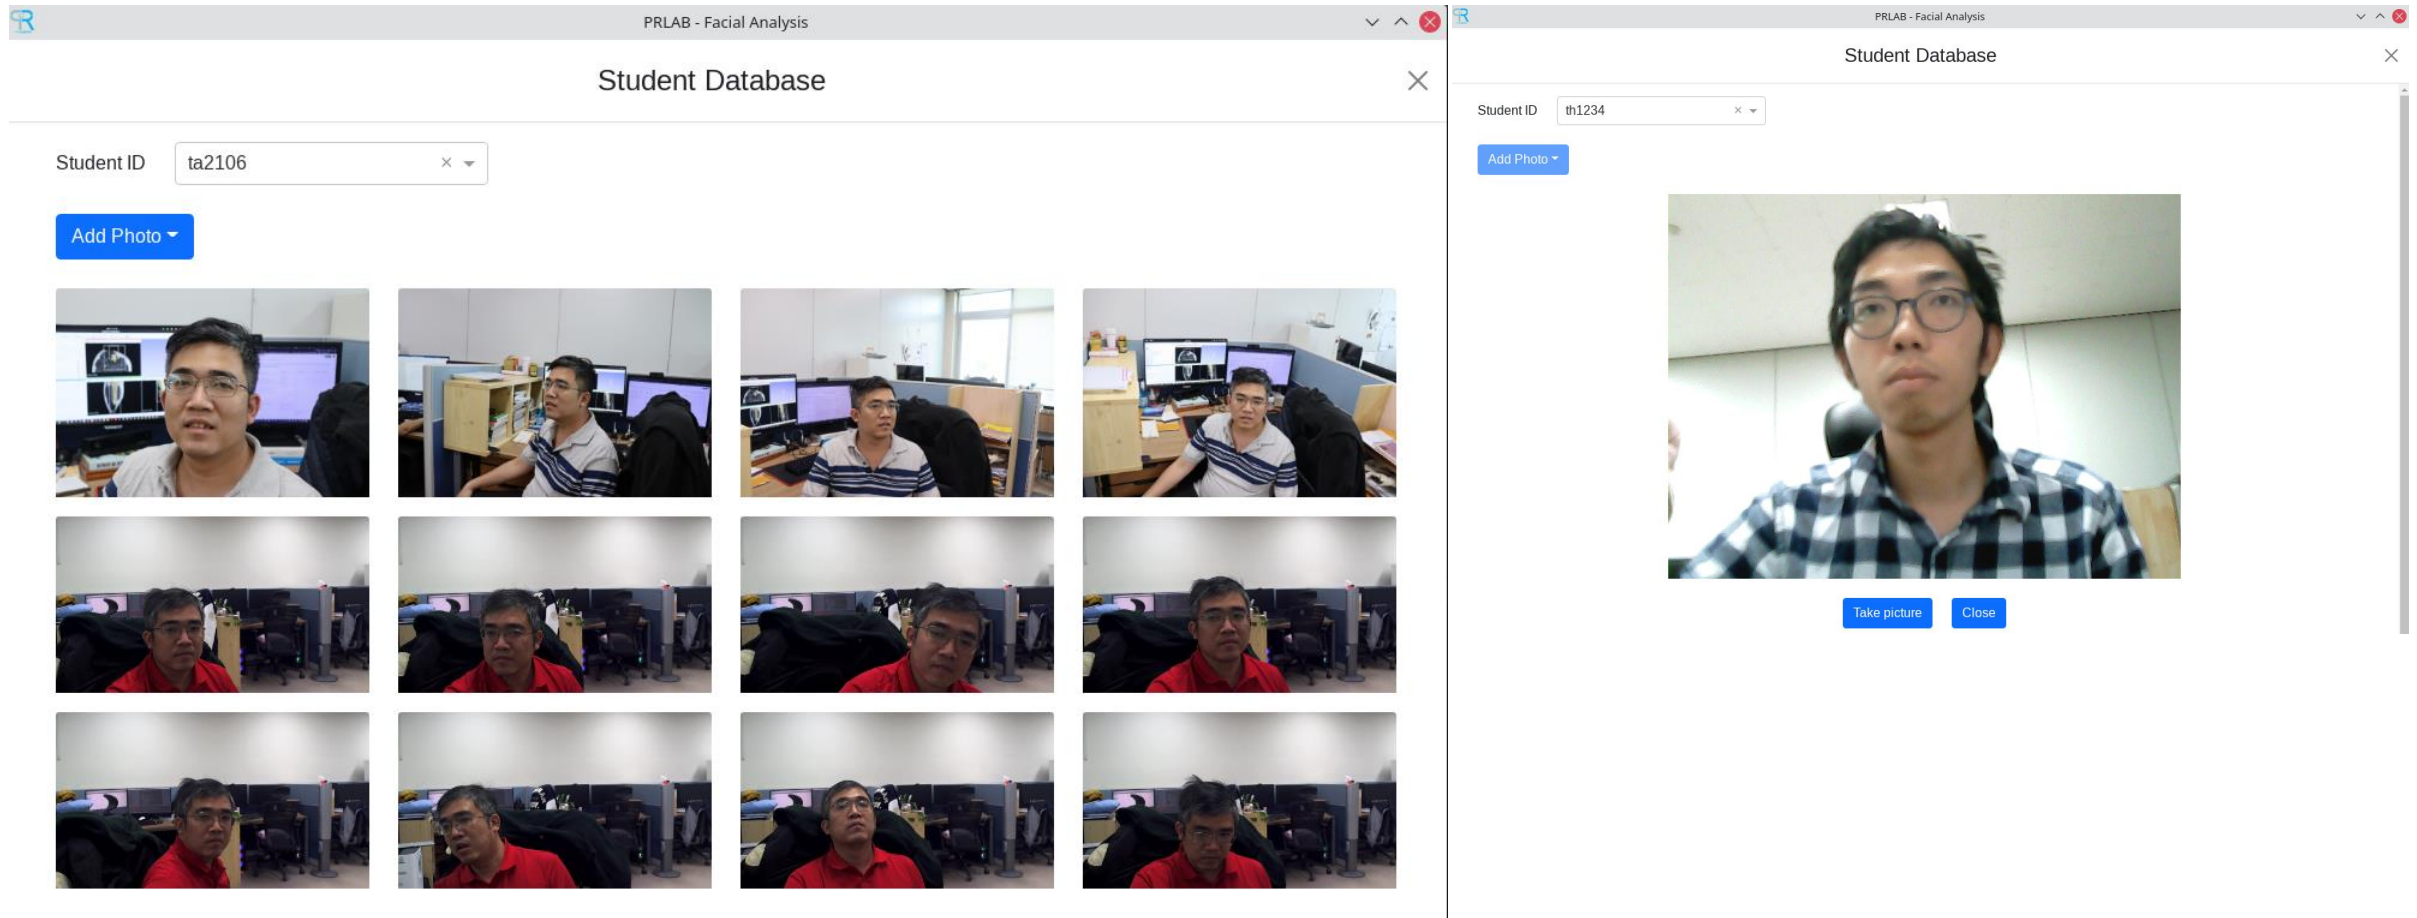 PRLAB - Facial Analysis
Student Database
Student ID ta2106
Add Photo
PRLAB - Facial Analysis
Student Database
Student ID th1234
Add Photo
Take picture Close